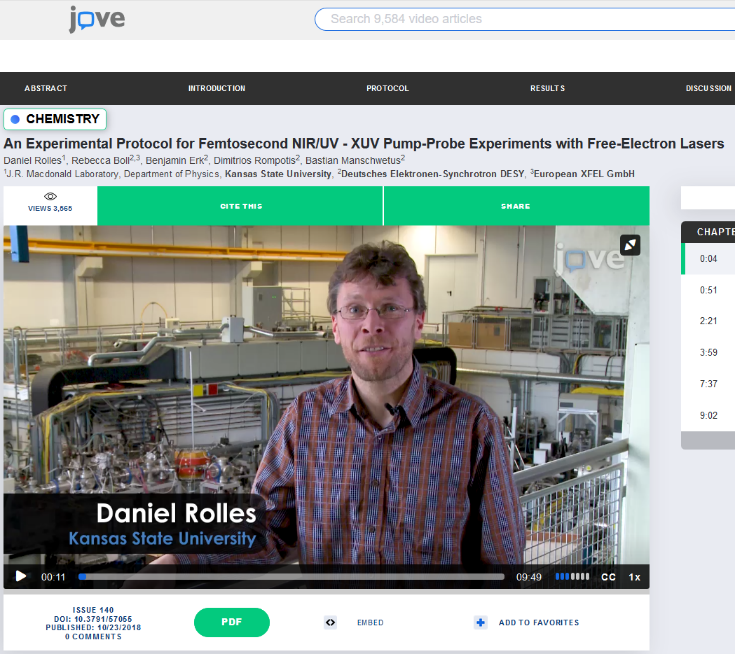 jove
Search 9,584 video articles
ABSTRACT INTRODUCTION PROTOCOL RESULTS DISCUSSION
CHEMISTRY
An Experimental Protocol for Femtosecond NIR/UV - XUV Pump-Probe Experiments with Free-Electron Lasers
Daniel Rolles1, Rebecca Boll2,3, Benjamin Erk2, Dimitrios Rompotis2, Bastian Manschwetus2
1J.R. Macdonald Laboratory, Department of Physics, Kansas State University, 2Deutsches Elektronen-Synchrotron DESY, 3European XFEL GmbH
VIEWS 3,565
CITE THIS
SHARE
jove
Daniel Rolles
Kansas State University
00:11 09:49 CC 1x
CHAPTE
0:04
0:51
2:21
3:59
7:37
9:02
ISSUE 140
DOI: 10.3791/57055
PUBLISHED: 10/23/2018
0 COMMENTS
PDF
EMBED
ADD TO FAVORITES